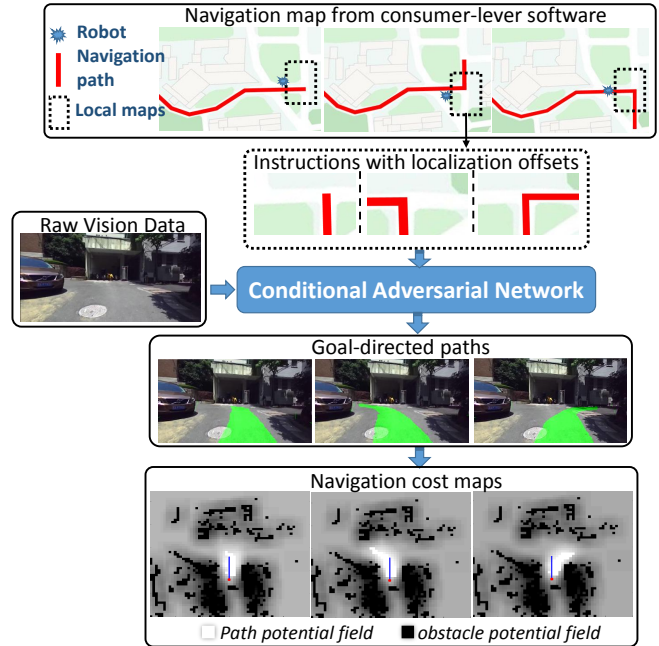 Navigation map from consumer-lever software
Robot
Navigation
path
Local maps
Instructions with localization offsets
Raw Vision Data
Conditional Adversarial Network
Goal-directed paths
Navigation cost maps
Path potential field
obstacle potential field